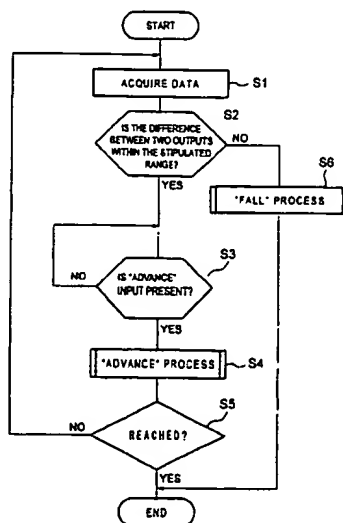 START
ACQUIRE DATA
S1
S2
IS THE DIFFERENCE
BETWEEN TWO OUTPUTS
WITHIN THE STIPULATED
RANGE?
NO
YES
S6
"FALL" PROCESS
S3
NO
IS "ADVANCE"
INPUT PRESENT?
YES
"ADVANCE" PROCESS
S4
S5
NO
REACHED?
YES
END